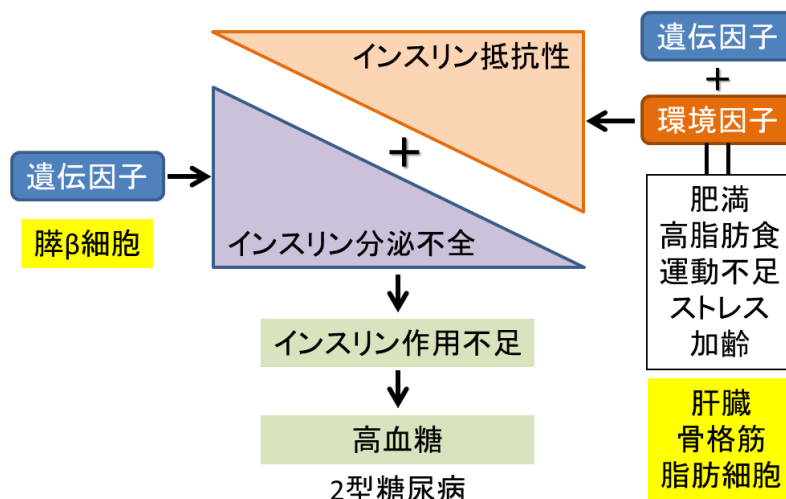 インスリン抵抗性
遺伝因子
+
環境因子
+
遺伝因子
膵β細胞
インスリン分泌不全
肥満
高脂肪食
運動不足
ストレス
加齢
インスリン作用不足
高血糖
2型糖尿病
肝臓
骨格筋
脂肪細胞